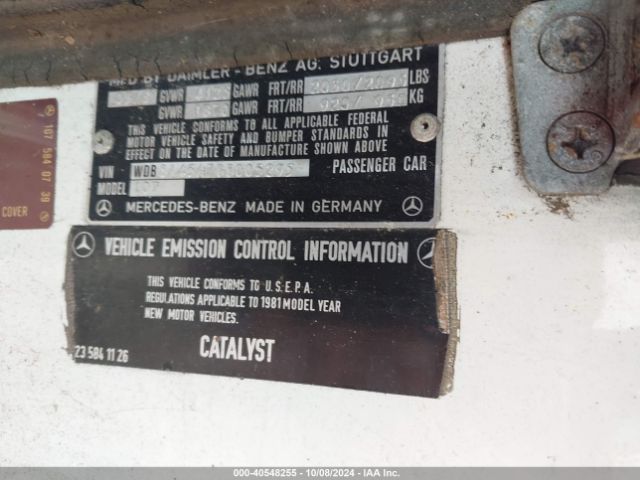 MFD BY DAIMLER-BENZ AG. STUTTGART
GVWR GAWR FRT/RR LBS
GVWR GAWR FRT/RR KG
THIS VEHICLE CONFORMS TO ALL APPLICABLE FEDERAL
MOTOR VEHICLE SAFETY AND BUMPER STANDARDS IN
EFFECT ON THE DATE OF MANUFACTURE SHOWN ABOVE
VIN WDB PASSENGER CAR
MODEL 107
MERCEDES-BENZ MADE IN GERMANY
107 584 07 39
COVER
VEHICLE EMISSION CONTROL INFORMATION
THIS VEHICLE CONFORMS TO U.S.E.P.A.
REGULATIONS APPLICABLE TO 1981 MODEL YEAR
NEW MOTOR VEHICLES.
CATALYST
23 584 11 26
000-40548255 - 10/08/2024 - IAA Inc.